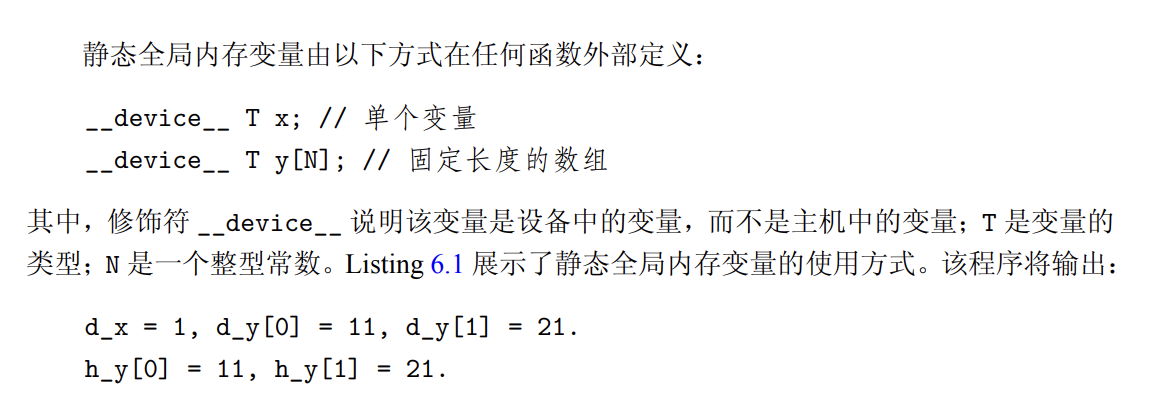 静态全局内存变量由以下方式在任何函数外部定义：
__device__ T x; // 单个变量
__device__ T y[N]; // 固定长度的数组
其中，修饰符 __device__ 说明该变量是设备中的变量，而不是主机中的变量；T 是变量的
类型；N 是一个整型常数。Listing 6.1 展示了静态全局内存变量的使用方式。该程序将输出：
d_x = 1, d_y[0] = 11, d_y[1] = 21.
h_y[0] = 11, h_y[1] = 21.